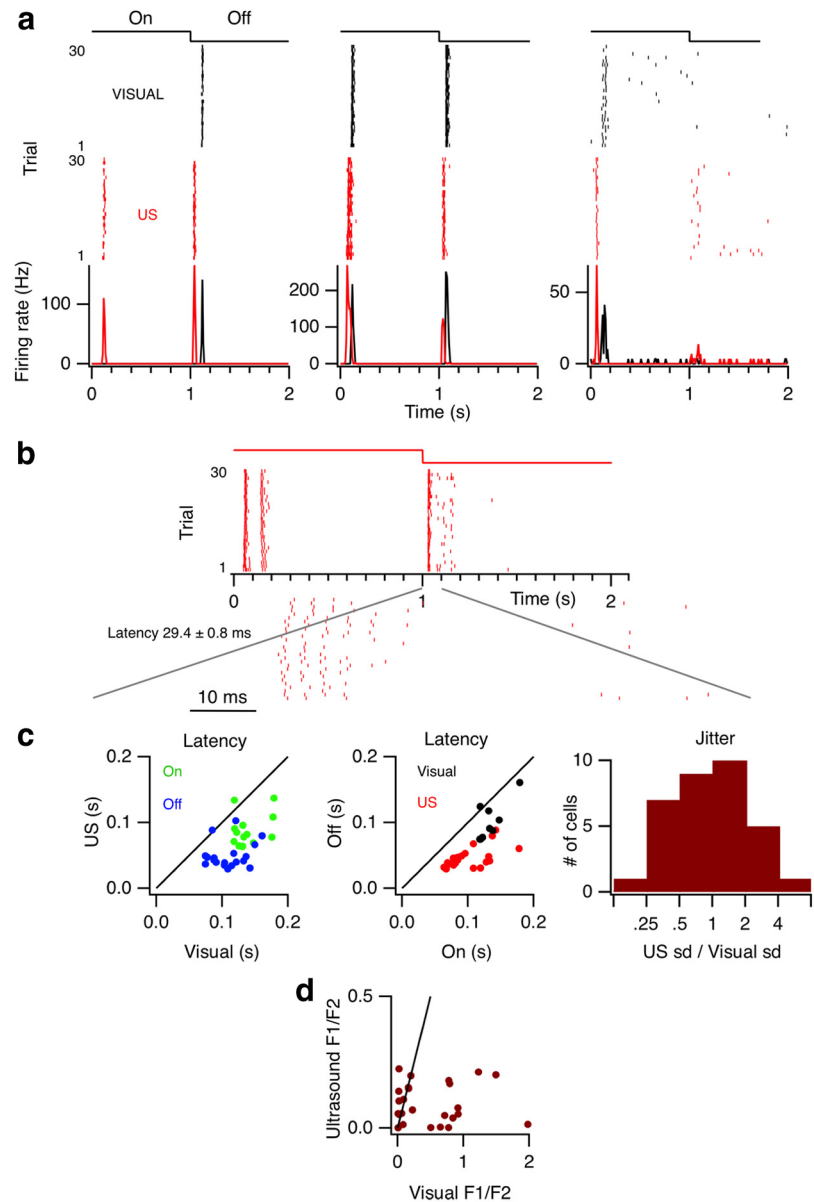 a
On Off
30
VISUAL
1
Trial
30
US
1
Firing rate (Hz)
100
0
200
100
0
50
0
0 1 2 0 1 2 0 1 2
Time (s)
b
30
Trial
1
0 1 Time (s) 2
Latency 29.4 ± 0.8 ms
10 ms
c
Latency Latency Jitter
0.2
On
Off
US (s)
0.1
0.0
0.0 0.1 0.2
Visual (s)
0.2
Visual
US
Off (s)
0.1
0.0
0.0 0.1 0.2
On (s)
10
# of cells
5
0
.25 .5 1 2 4
US sd / Visual sd
d
0.5
Ultrasound F1/F2
0.0
0 1 2
Visual F1/F2